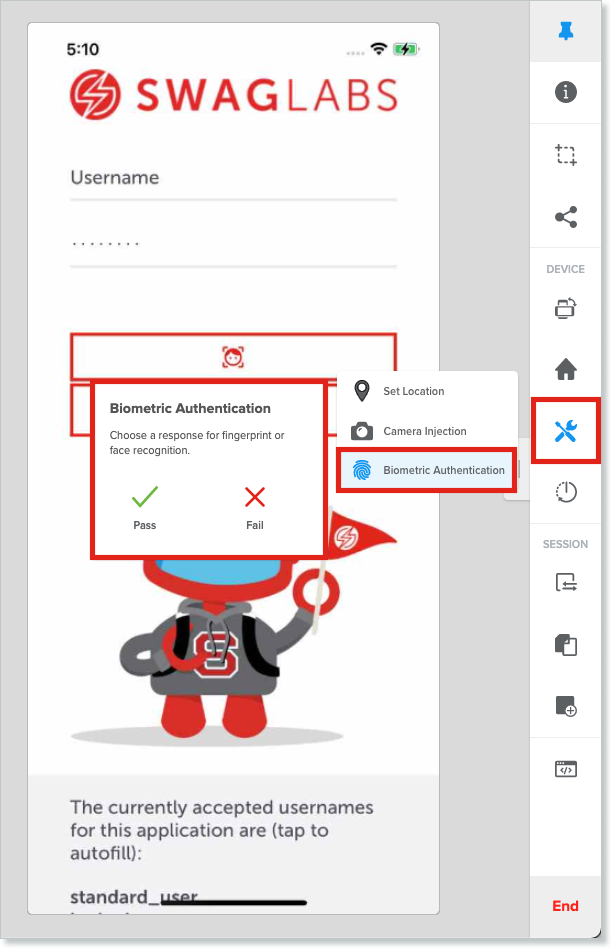 5:10
SWAGLABS
Username
Biometric Authentication
Choose a response for fingerprint or
face recognition.
Pass
Fail
Set Location
Camera Injection
Biometric Authentication
S
The currently accepted usernames
for this application are (tap to
autofill):
standard_user
DEVICE
SESSION
End